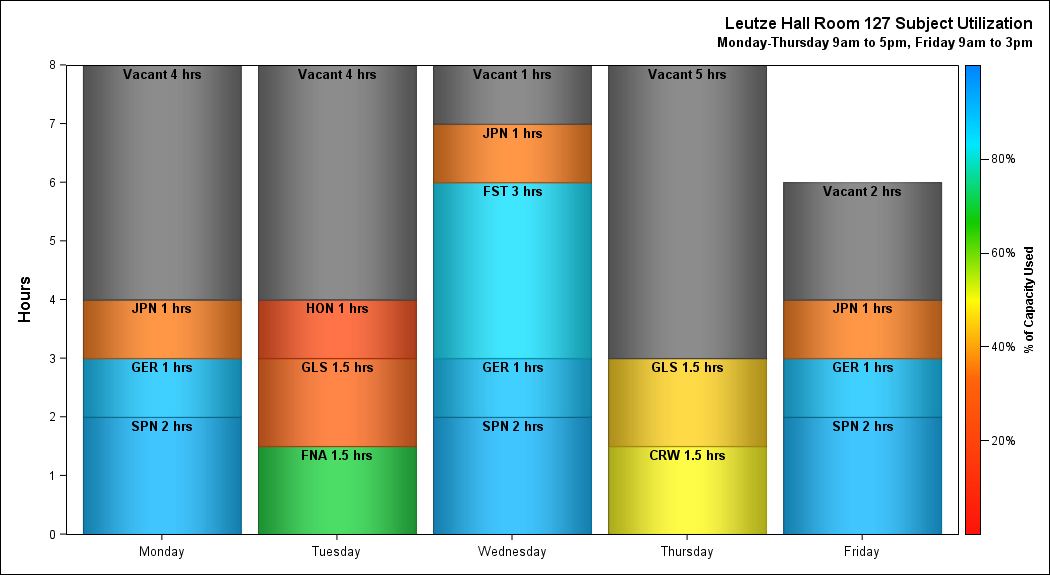 Leutze Hall Room 127 Subject Utilization
Monday-Thursday 9am to 5pm, Friday 9am to 3pm
Hours
8
7
6
5
4
3
2
1
0
Vacant 4 hrs
JPN 1 hrs
GER 1 hrs
SPN 2 hrs
Vacant 4 hrs
HON 1 hrs
GLS 1.5 hrs
FNA 1.5 hrs
Vacant 1 hrs
JPN 1 hrs
FST 3 hrs
GER 1 hrs
SPN 2 hrs
Vacant 5 hrs
GLS 1.5 hrs
CRW 1.5 hrs
Vacant 2 hrs
JPN 1 hrs
GER 1 hrs
SPN 2 hrs
Monday
Tuesday
Wednesday
Thursday
Friday
80%
60%
40%
20%
% of Capacity Used